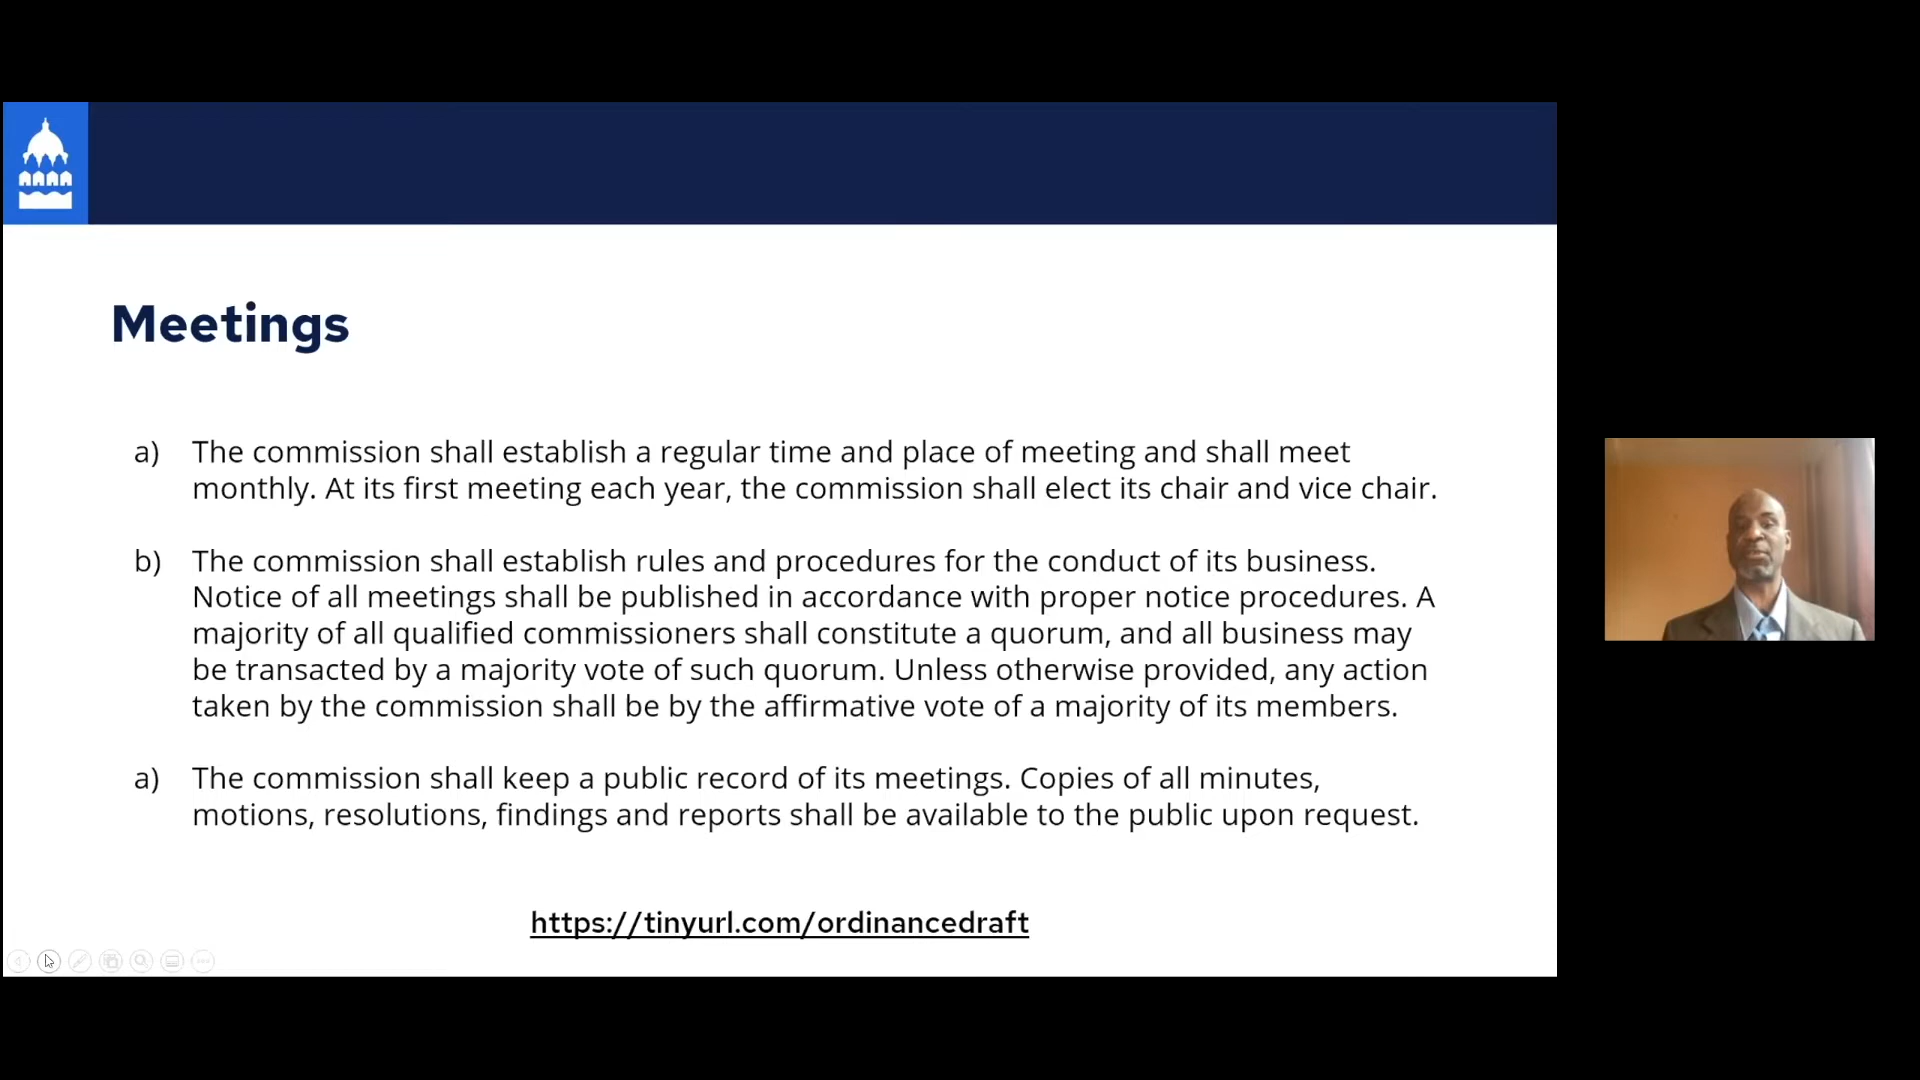 Meetings
a) The commission shall establish a regular time and place of meeting and shall meet
monthly. At its first meeting each year, the commission shall elect its chair and vice chair.
b) The commission shall establish rules and procedures for the conduct of its business.
Notice of all meetings shall be published in accordance with proper notice procedures. A
majority of all qualified commissioners shall constitute a quorum, and all business may
be transacted by a majority vote of such quorum. Unless otherwise provided, any action
taken by the commission shall be by the affirmative vote of a majority of its members.
a) The commission shall keep a public record of its meetings. Copies of all minutes,
motions, resolutions, findings and reports shall be available to the public upon request.
https://tinyurl.com/ordinancedraft